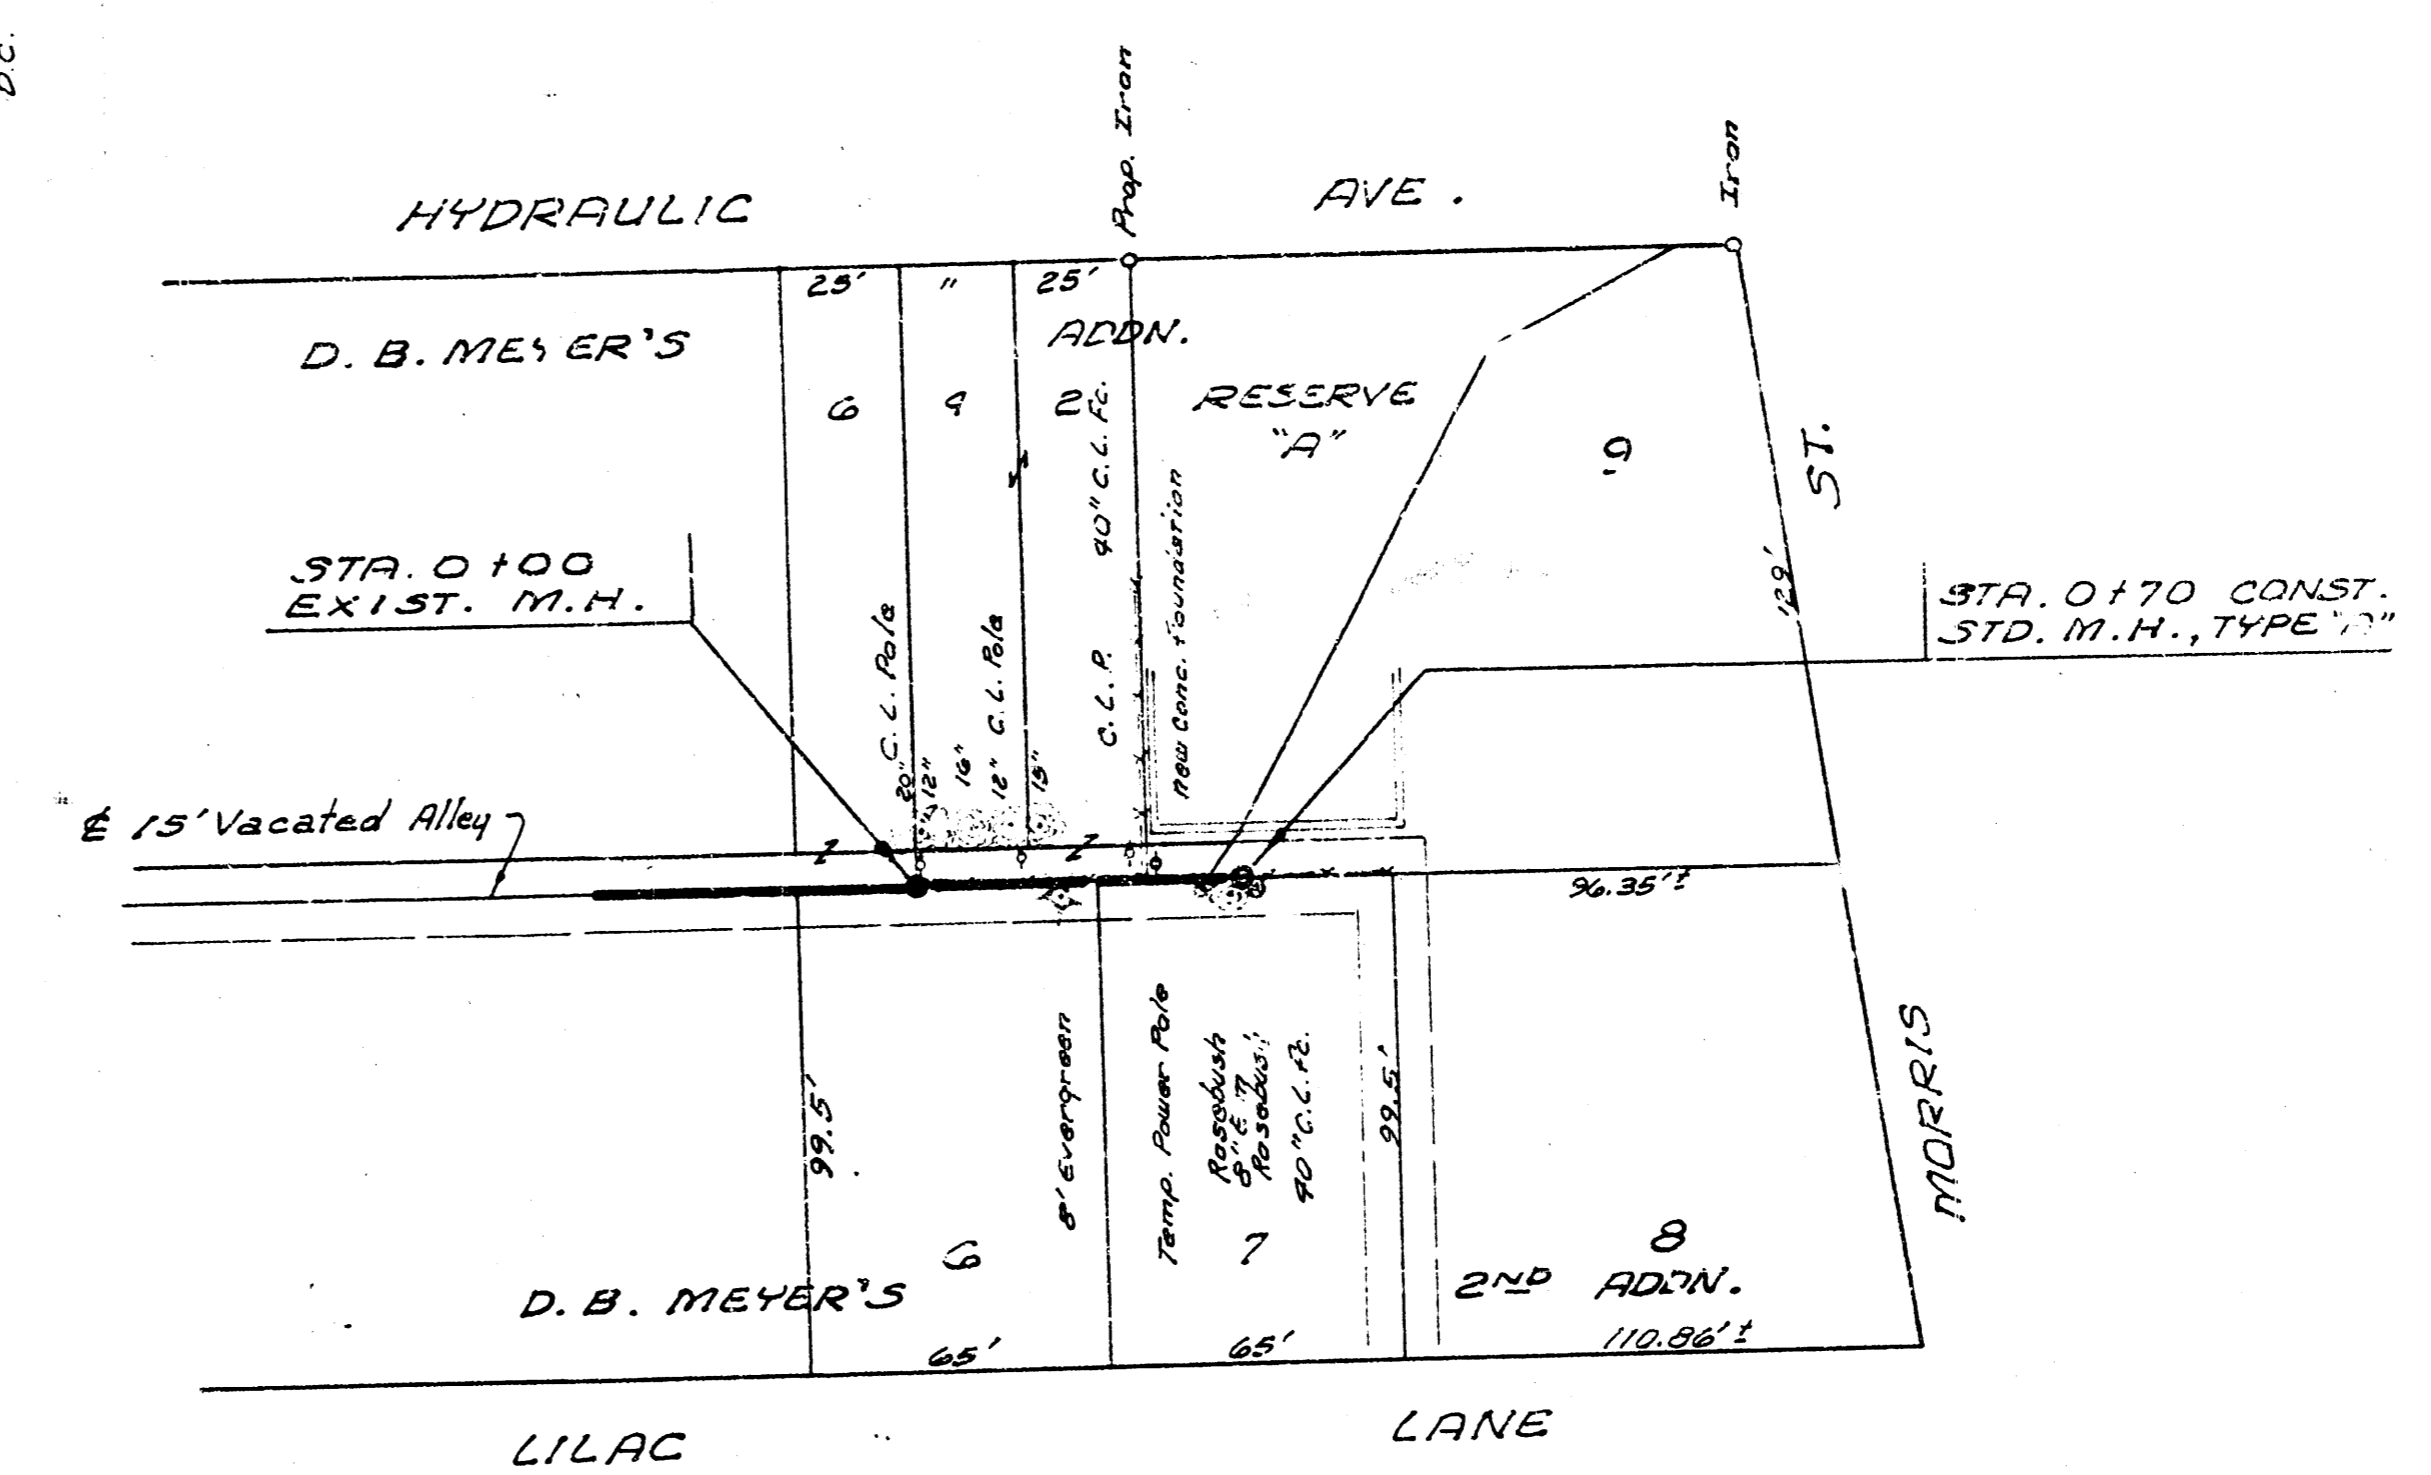 D.C.
Prop. Iron
Iron
HYDRAULIC AVE.
25' " 25'
D. B. MEYER'S ADDN.
6 4 2
RESERVE
"A"
9
40" C.L. Fc.
C. L. P.
New Conc. Foundation
ST.
129'
STA. 0+00
EXIST. M.H.
STA. 0+70 CONST.
STD. M.H., TYPE "A"
C. L. Pole
C. L. Pole
20"
12"
16"
12"
15"
℄ 15' Vacated Alley
96.35'±
99.5'
8' Evergreen
Temp. Power Pole
Rosebush
8" Elm
Rosebush
40" C.L. Fc.
99.5'
MORRIS
6 7 8
D. B. MEYER'S 2ND ADDN.
65' 65' 110.86'±
LILAC LANE